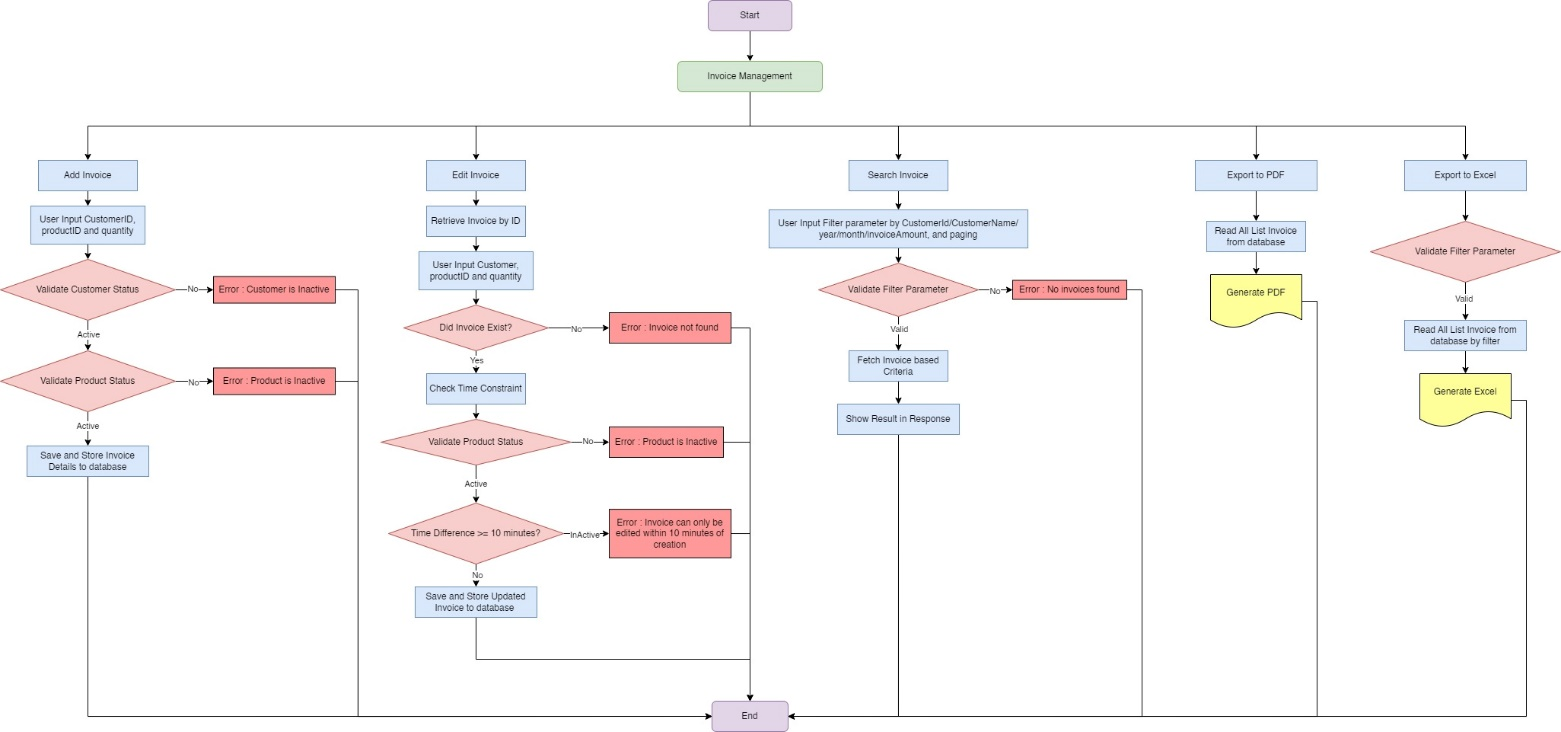 Start
Invoice Management
Add Invoice
User Input CustomerID,
productID and quantity
Validate Customer Status
No
Error : Customer is Inactive
Active
Validate Product Status
No
Error : Product is Inactive
Active
Save and Store Invoice
Details to database
Edit Invoice
Retrieve Invoice by ID
User Input Customer,
productID and quantity
Did Invoice Exist?
No
Error : Invoice not found
Yes
Check Time Constraint
Validate Product Status
No
Error : Product is Inactive
Active
Time Difference >= 10 minutes?
InActive
Error : Invoice can only be
edited within 10 minutes of
creation
No
Save and Store Updated
Invoice to database
Search Invoice
User Input Filter parameter by CustomerId/CustomerName/
year/month/invoiceAmount, and paging
Validate Filter Parameter
No
Error : No invoices found
Valid
Fetch Invoice based
Criteria
Show Result in Response
Export to PDF
Read All List Invoice
from database
Generate PDF
Export to Excel
Validate Filter Parameter
Valid
Read All List Invoice from
database by filter
Generate Excel
End